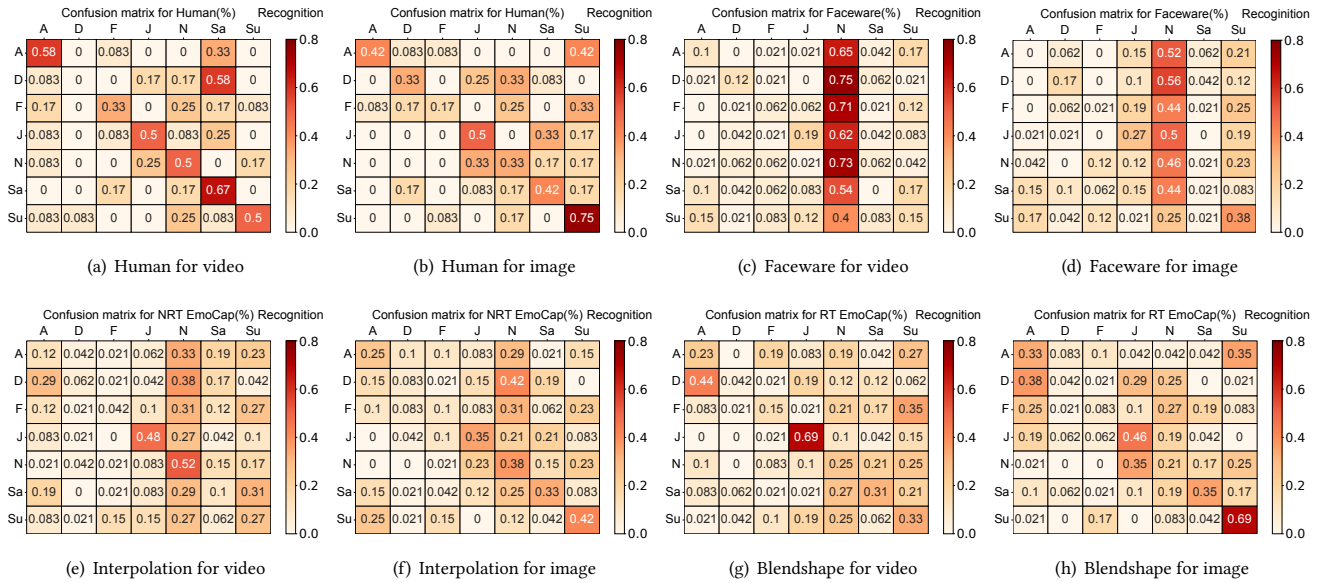 Confusion matrix for Human(%) Recognition
A D F J N Sa Su
A 0.58 0 0.083 0 0 0.33 0
D 0.083 0 0 0.17 0.17 0.58 0
F 0.17 0 0.33 0 0.25 0.17 0.083
J 0.083 0 0.083 0.5 0.083 0.25 0
N 0.083 0 0 0.25 0.5 0 0.17
Sa 0 0 0.17 0 0.17 0.67 0
Su 0.083 0.083 0 0 0.25 0.083 0.5
0.8
0.6
0.4
0.2
0.0
(a) Human for video
Confusion matrix for Human(%) Recognition
A D F J N Sa Su
A 0.42 0.083 0.083 0 0 0 0.42
D 0 0.33 0 0.25 0.33 0.083 0
F 0.083 0.17 0.17 0 0.25 0 0.33
J 0 0 0 0.5 0 0.33 0.17
N 0 0 0 0.33 0.33 0.17 0.17
Sa 0 0.17 0 0.083 0.17 0.42 0.17
Su 0 0 0.083 0 0.17 0 0.75
0.8
0.6
0.4
0.2
0.0
(b) Human for image
Confusion matrix for Faceware(%) Recognition
A D F J N Sa Su
A 0.1 0 0.021 0.021 0.65 0.042 0.17
D 0.021 0.12 0.021 0 0.75 0.062 0.021
F 0 0.021 0.062 0.062 0.71 0.021 0.12
J 0 0.042 0.021 0.19 0.62 0.042 0.083
N 0.021 0.062 0.062 0.021 0.73 0.062 0.042
Sa 0.1 0.042 0.062 0.083 0.54 0 0.17
Su 0.15 0.021 0.083 0.12 0.4 0.083 0.15
0.8
0.6
0.4
0.2
0.0
(c) Faceware for video
Confusion matrix for Faceware(%) Recoginition
A D F J N Sa Su
A 0 0.062 0 0.15 0.52 0.062 0.21
D 0 0.17 0 0.1 0.56 0.042 0.12
F 0 0.062 0.021 0.19 0.44 0.021 0.25
J 0.021 0.021 0 0.27 0.5 0 0.19
N 0.042 0 0.12 0.12 0.46 0.021 0.23
Sa 0.15 0.1 0.062 0.15 0.44 0.021 0.083
Su 0.17 0.042 0.12 0.021 0.25 0.021 0.38
0.8
0.6
0.4
0.2
0.0
(d) Faceware for image
Confusion matrix for NRT EmoCap(%) Recognition
A D F J N Sa Su
A 0.12 0.042 0.021 0.062 0.33 0.19 0.23
D 0.29 0.062 0.021 0.042 0.38 0.17 0.042
F 0.12 0.021 0.042 0.1 0.31 0.12 0.27
J 0.083 0.021 0 0.48 0.27 0.042 0.1
N 0.021 0.042 0.021 0.083 0.52 0.15 0.17
Sa 0.19 0 0.021 0.083 0.29 0.1 0.31
Su 0.083 0.021 0.15 0.15 0.27 0.062 0.27
0.8
0.6
0.4
0.2
0.0
(e) Interpolation for video
Confusion matrix for NRT EmoCap(%) Recognition
A D F J N Sa Su
A 0.25 0.1 0.1 0.083 0.29 0.021 0.15
D 0.15 0.083 0.021 0.15 0.42 0.19 0
F 0.1 0.083 0.1 0.083 0.31 0.062 0.23
J 0 0.042 0.1 0.35 0.21 0.21 0.083
N 0 0 0.021 0.23 0.38 0.15 0.23
Sa 0.15 0.021 0.042 0.12 0.25 0.33 0.083
Su 0.25 0.021 0.15 0 0.12 0.042 0.42
0.8
0.6
0.4
0.2
0.0
(f) Interpolation for image
Confusion matrix for RT EmoCap(%) Recognition
A D F J N Sa Su
A 0.23 0 0.19 0.083 0.19 0.042 0.27
D 0.44 0.042 0.021 0.19 0.12 0.12 0.062
F 0.083 0.021 0.15 0.021 0.21 0.17 0.35
J 0 0 0.021 0.69 0.1 0.042 0.15
N 0.1 0 0.083 0.1 0.25 0.21 0.25
Sa 0.083 0.062 0.021 0.042 0.27 0.31 0.21
Su 0.021 0.042 0.1 0.19 0.25 0.062 0.33
0.8
0.6
0.4
0.2
0.0
(g) Blendshape for video
Confusion matrix for RT EmoCap(%) Recognition
A D F J N Sa Su
A 0.33 0.083 0.1 0.042 0.042 0.042 0.35
D 0.38 0.042 0.021 0.29 0.25 0 0.021
F 0.25 0.021 0.083 0.1 0.27 0.19 0.083
J 0.19 0.062 0.062 0.46 0.19 0.042 0
N 0.021 0 0 0.35 0.21 0.17 0.25
Sa 0.1 0.062 0.021 0.1 0.19 0.35 0.17
Su 0.021 0 0.17 0 0.083 0.042 0.69
0.8
0.6
0.4
0.2
0.0
(h) Blendshape for image